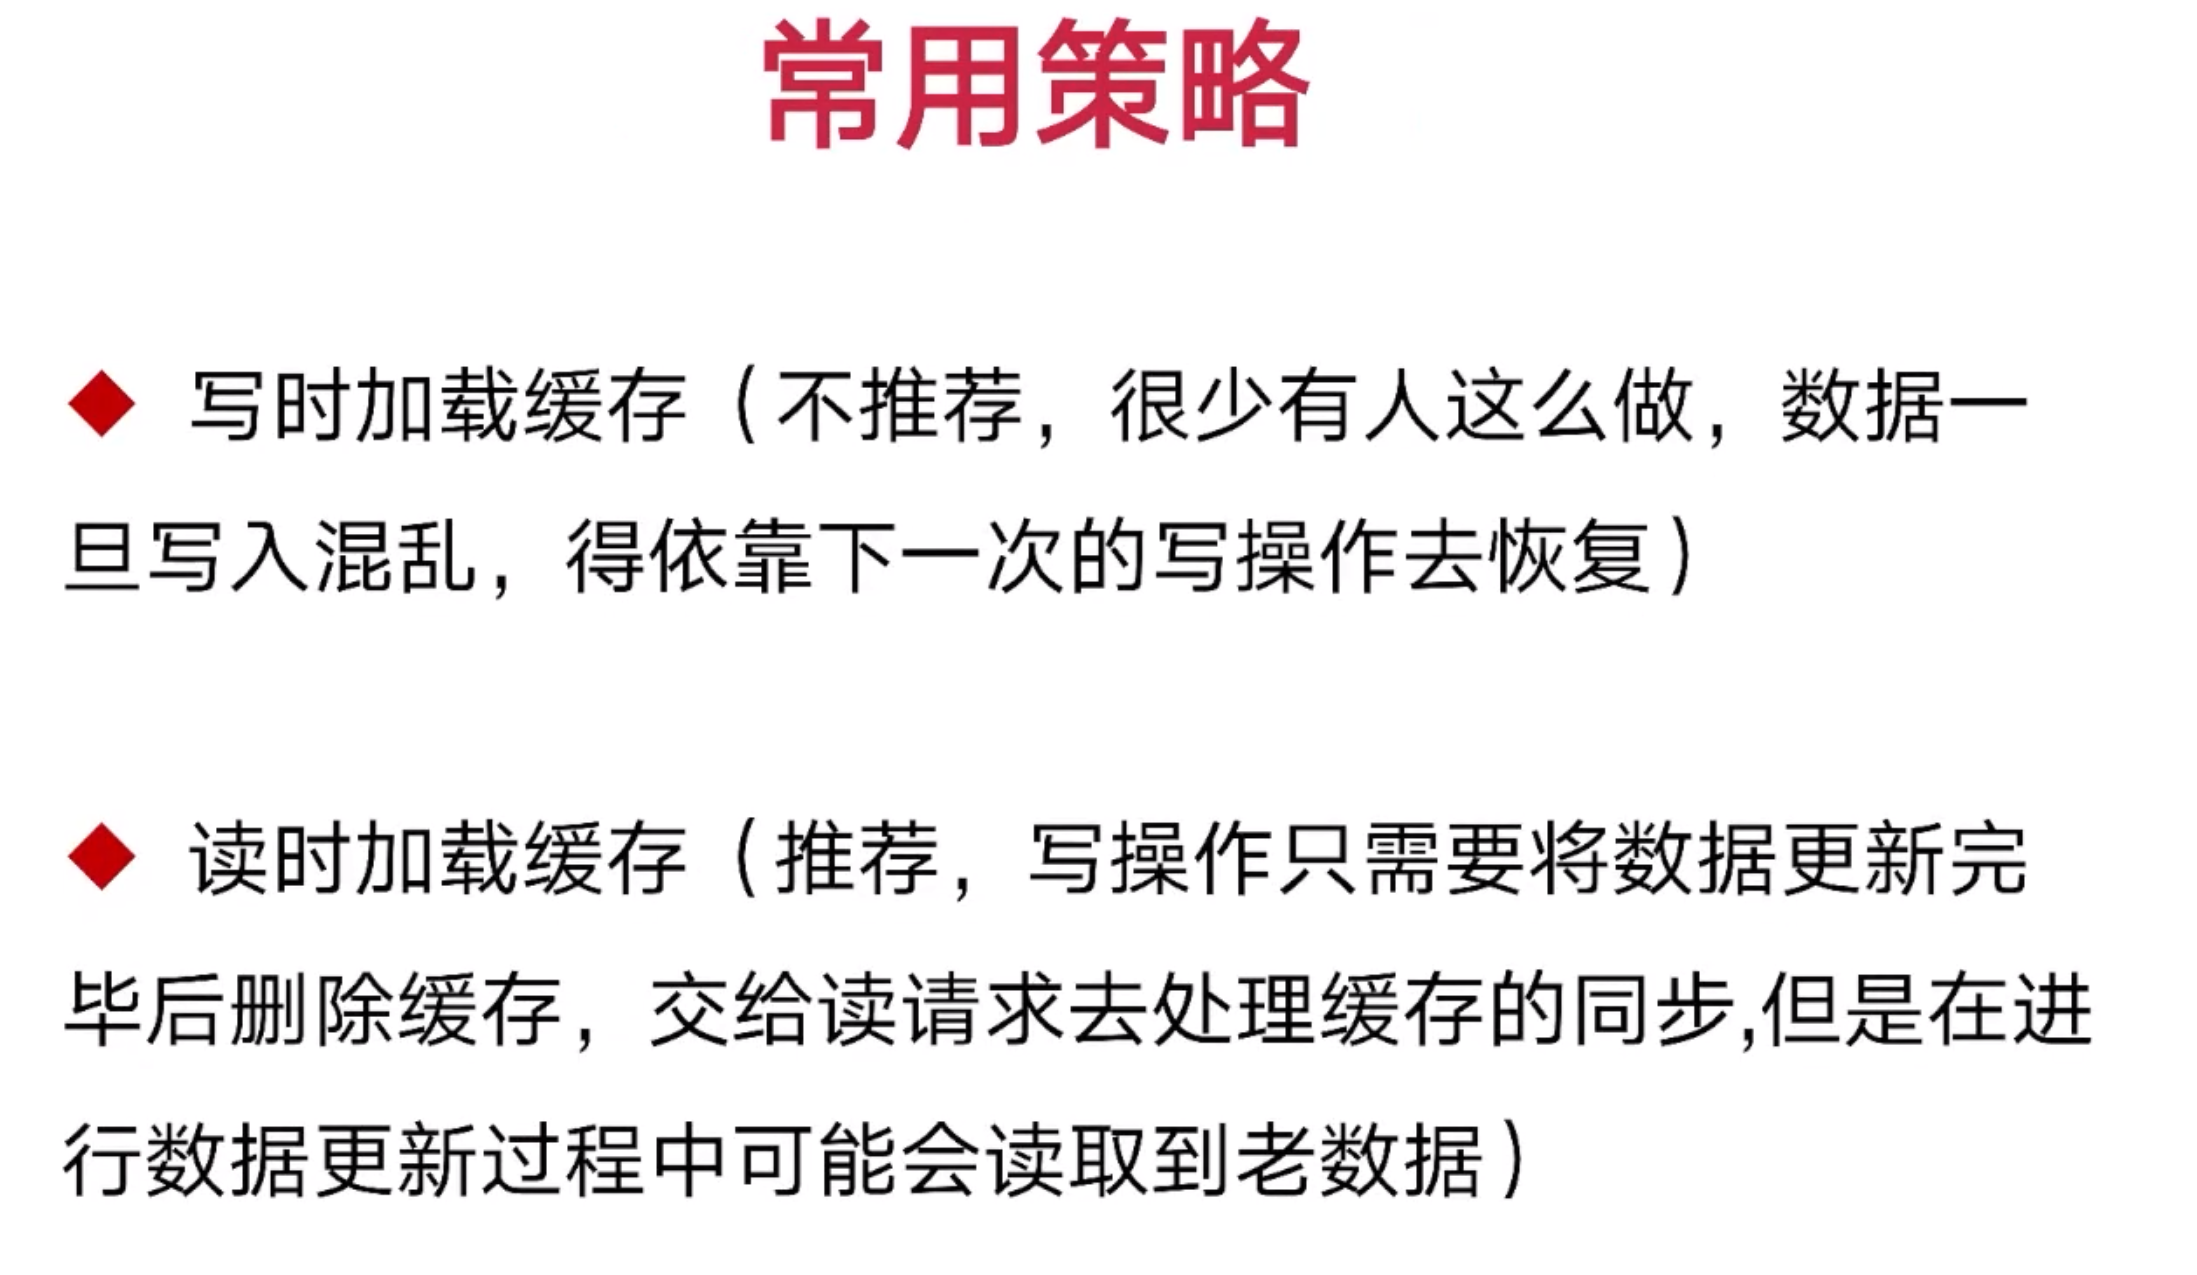 常用策略
◆ 写时加载缓存（不推荐，很少有人这么做，数据一
旦写入混乱，得依靠下一次的写操作去恢复）
◆ 读时加载缓存（推荐，写操作只需要将数据更新完
毕后删除缓存，交给读请求去处理缓存的同步,但是在进
行数据更新过程中可能会读取到老数据）